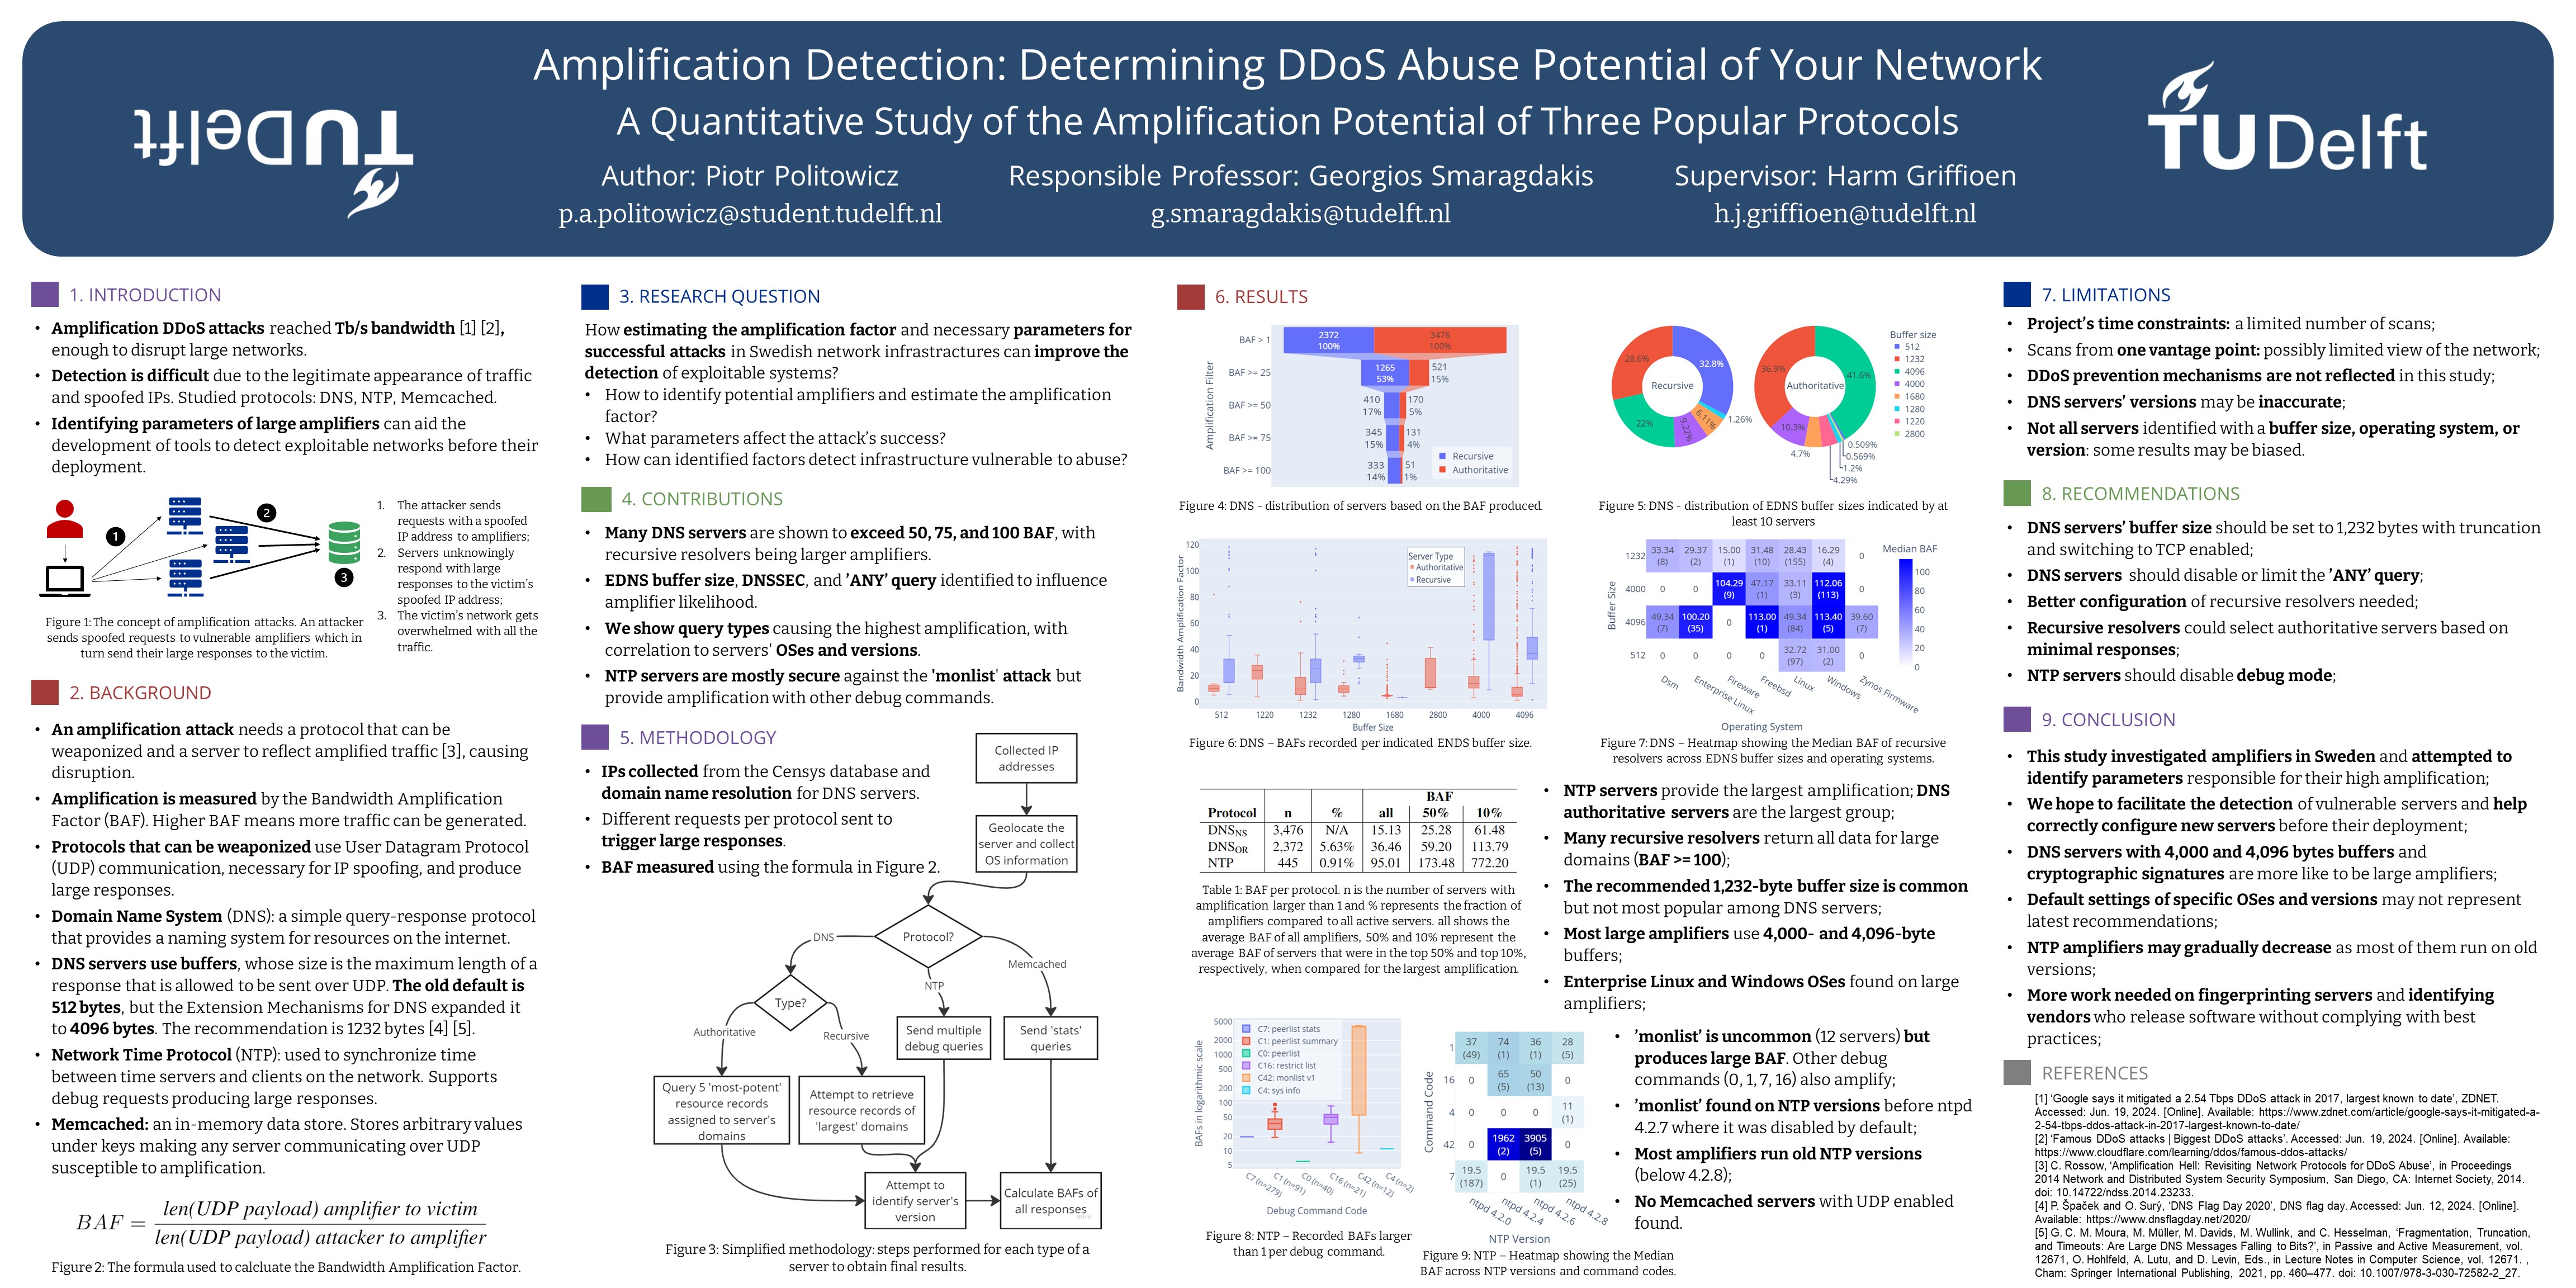 Amplification Detection: Determining DDoS Abuse Potential of Your Network
A Quantitative Study of the Amplification Potential of Three Popular Protocols
Author: Piotr Politowicz
p.a.politowicz@student.tudelft.nl
Responsible Professor: Georgios Smaragdakis
g.smaragdakis@tudelft.nl
Supervisor: Harm Griffioen
h.j.griffioen@tudelft.nl
TUDelft
TUDelft
1. INTRODUCTION
• Amplification DDoS attacks reached Tb/s bandwidth [1] [2],
enough to disrupt large networks.
• Detection is difficult due to the legitimate appearance of traffic
and spoofed IPs. Studied protocols: DNS, NTP, Memcached.
• Identifying parameters of large amplifiers can aid the
development of tools to detect exploitable networks before their
deployment.
1
2
3
1. The attacker sends
requests with a spoofed
IP address to amplifiers;
2. Servers unknowingly
respond with large
responses to the victim's
spoofed IP address;
3. The victim's network gets
overwhelmed with all the
traffic.
Figure 1: The concept of amplification attacks. An attacker
sends spoofed requests to vulnerable amplifiers which in
turn send their large responses to the victim.
2. BACKGROUND
• An amplification attack needs a protocol that can be
weaponized and a server to reflect amplified traffic [3], causing
disruption.
• Amplification is measured by the Bandwidth Amplification
Factor (BAF). Higher BAF means more traffic can be generated.
• Protocols that can be weaponized use User Datagram Protocol
(UDP) communication, necessary for IP spoofing, and produce
large responses.
• Domain Name System (DNS): a simple query-response protocol
that provides a naming system for resources on the internet.
• DNS servers use buffers, whose size is the maximum length of a
response that is allowed to be sent over UDP. The old default is
512 bytes, but the Extension Mechanisms for DNS expanded it
to 4096 bytes. The recommendation is 1232 bytes [4] [5].
• Network Time Protocol (NTP): used to synchronize time
between time servers and clients on the network. Supports
debug requests producing large responses.
• Memcached: an in-memory data store. Stores arbitrary values
under keys making any server communicating over UDP
susceptible to amplification.
BAF = len(UDP payload) amplifier to victim
len(UDP payload) attacker to amplifier
Figure 2: The formula used to calcluate the Bandwidth Amplification Factor.
3. RESEARCH QUESTION
How estimating the amplification factor and necessary parameters for
successful attacks in Swedish network infrastractures can improve the
detection of exploitable systems?
• How to identify potential amplifiers and estimate the amplification
factor?
• What parameters affect the attack's success?
• How can identified factors detect infrastructure vulnerable to abuse?
4. CONTRIBUTIONS
• Many DNS servers are shown to exceed 50, 75, and 100 BAF, with
recursive resolvers being larger amplifiers.
• EDNS buffer size, DNSSEC, and 'ANY' query identified to influence
amplifier likelihood.
• We show query types causing the highest amplification, with
correlation to servers' OSes and versions.
• NTP servers are mostly secure against the 'monlist' attack but
provide amplification with other debug commands.
5. METHODOLOGY
• IPs collected from the Censys database and
domain name resolution for DNS servers.
• Different requests per protocol sent to
trigger large responses.
• BAF measured using the formula in Figure 2.
Collected IP
addresses
Geolocate the
server and collect
OS information
Protocol?
DNS
NTP
Memcached
Type?
Authoritative
Recursive
Send multiple
debug queries
Send 'stats'
queries
Query 5 'most-potent'
resource records
assigned to server's
domains
Attempt to retrieve
resource records of
'largest' domains
Attempt to
identify server's
version
Calculate BAFs of
all responses
miro
Figure 3: Simplified methodology: steps performed for each type of a
server to obtain final results.
6. RESULTS
Amplification Filter
BAF > 1 2372 3476
100% 100%
BAF >= 25 1265 521
53% 15%
BAF >= 50 410 170
17% 5%
BAF >= 75 345 131
15% 4%
BAF >= 100 333 51
14% 1%
Recursive
Authoritative
Figure 4: DNS - distribution of servers based on the BAF produced.
Recursive
32.8%
28.6%
22%
9.22%
6.11%
1.26%
Authoritative
41.6%
36.9%
10.3%
4.7%
4.29%
1.2%
0.569%
0.509%
Buffer size
512
1232
4096
4000
1680
1280
1220
2800
Figure 5: DNS - distribution of EDNS buffer sizes indicated by at
least 10 servers
Bandwidth Amplification Factor
120
100
80
60
40
20
0
Server Type
Authoritative
Recursive
512 1220 1232 1280 1680 2800 4000 4096
Buffer Size
Figure 6: DNS – BAFs recorded per indicated ENDS buffer size.
Buffer Size
1232 33.34 29.37 15.00 31.48 28.43 16.29 0
(8) (2) (1) (10) (155) (4)
4000 0 0 104.29 47.17 33.11 112.06 0
(9) (1) (3) (113)
4096 49.34 100.20 0 113.00 49.34 113.40 39.60
(7) (35) (1) (84) (5) (7)
512 0 0 0 0 32.72 31.00 0
(97) (2)
Dsm Enterprise Linux Fireware Freebsd Linux Windows Zynos Firmware
Operating System
Median BAF
100
80
60
40
20
0
Figure 7: DNS – Heatmap showing the Median BAF of recursive
resolvers across EDNS buffer sizes and operating systems.
BAF
Protocol n % all 50% 10%
DNSNS 3,476 N/A 15.13 25.28 61.48
DNSOR 2,372 5.63% 36.46 59.20 113.79
NTP 445 0.91% 95.01 173.48 772.20
Table 1: BAF per protocol. n is the number of servers with
amplification larger than 1 and % represents the fraction of
amplifiers compared to all active servers. all shows the
average BAF of all amplifiers, 50% and 10% represent the
average BAF of servers that were in the top 50% and top 10%,
respectively, when compared for the largest amplification.
• NTP servers provide the largest amplification; DNS
authoritative servers are the largest group;
• Many recursive resolvers return all data for large
domains (BAF >= 100);
• The recommended 1,232-byte buffer size is common
but not most popular among DNS servers;
• Most large amplifiers use 4,000- and 4,096-byte
buffers;
• Enterprise Linux and Windows OSes found on large
amplifiers;
BAFs in logarithmic scale
5000
2000
1000
500
200
100
50
20
10
5
C7: peerlist stats
C1: peerlist summary
C0: peerlist
C16: restrict list
C42: monlist v1
C4: sys info
C7 (n=279) C1 (n=91) C0 (n=40) C16 (n=21) C42 (n=12) C4 (n=2)
Debug Command Code
Figure 8: NTP – Recorded BAFs larger
than 1 per debug command.
Command Code
1 37 74 36 28
(49) (1) (1) (5)
16 0 65 50 0
(5) (13)
4 0 0 0 11
(1)
42 0 1962 3905 0
(2) (5)
7 19.5 0 19.5 19.5
(187) (1) (25)
ntpd 4.2.0 ntpd 4.2.4 ntpd 4.2.6 ntpd 4.2.8
NTP Version
Figure 9: NTP – Heatmap showing the Median
BAF across NTP versions and command codes.
• 'monlist' is uncommon (12 servers) but
produces large BAF. Other debug
commands (0, 1, 7, 16) also amplify;
• 'monlist' found on NTP versions before ntpd
4.2.7 where it was disabled by default;
• Most amplifiers run old NTP versions
(below 4.2.8);
• No Memcached servers with UDP enabled
found.
7. LIMITATIONS
• Project's time constraints: a limited number of scans;
• Scans from one vantage point: possibly limited view of the network;
• DDoS prevention mechanisms are not reflected in this study;
• DNS servers' versions may be inaccurate;
• Not all servers identified with a buffer size, operating system, or
version: some results may be biased.
8. RECOMMENDATIONS
• DNS servers' buffer size should be set to 1,232 bytes with truncation
and switching to TCP enabled;
• DNS servers should disable or limit the 'ANY' query;
• Better configuration of recursive resolvers needed;
• Recursive resolvers could select authoritative servers based on
minimal responses;
• NTP servers should disable debug mode;
9. CONCLUSION
• This study investigated amplifiers in Sweden and attempted to
identify parameters responsible for their high amplification;
• We hope to facilitate the detection of vulnerable servers and help
correctly configure new servers before their deployment;
• DNS servers with 4,000 and 4,096 bytes buffers and
cryptographic signatures are more like to be large amplifiers;
• Default settings of specific OSes and versions may not represent
latest recommendations;
• NTP amplifiers may gradually decrease as most of them run on old
versions;
• More work needed on fingerprinting servers and identifying
vendors who release software without complying with best
practices;
REFERENCES
[1] 'Google says it mitigated a 2.54 Tbps DDoS attack in 2017, largest known to date', ZDNET.
Accessed: Jun. 19, 2024. [Online]. Available: https://www.zdnet.com/article/google-says-it-mitigated-a-
2-54-tbps-ddos-attack-in-2017-largest-known-to-date/
[2] 'Famous DDoS attacks | Biggest DDoS attacks'. Accessed: Jun. 19, 2024. [Online]. Available:
https://www.cloudflare.com/learning/ddos/famous-ddos-attacks/
[3] C. Rossow, 'Amplification Hell: Revisiting Network Protocols for DDoS Abuse', in Proceedings
2014 Network and Distributed System Security Symposium, San Diego, CA: Internet Society, 2014.
doi: 10.14722/ndss.2014.23233.
[4] P. Špaček and O. Surý, 'DNS Flag Day 2020', DNS flag day. Accessed: Jun. 12, 2024. [Online].
Available: https://www.dnsflagday.net/2020/
[5] G. C. M. Moura, M. Müller, M. Davids, M. Wullink, and C. Hesselman, 'Fragmentation, Truncation,
and Timeouts: Are Large DNS Messages Falling to Bits?', in Passive and Active Measurement, vol.
12671, O. Hohlfeld, A. Lutu, and D. Levin, Eds., in Lecture Notes in Computer Science, vol. 12671. ,
Cham: Springer International Publishing, 2021, pp. 460–477. doi: 10.1007/978-3-030-72582-2_27.